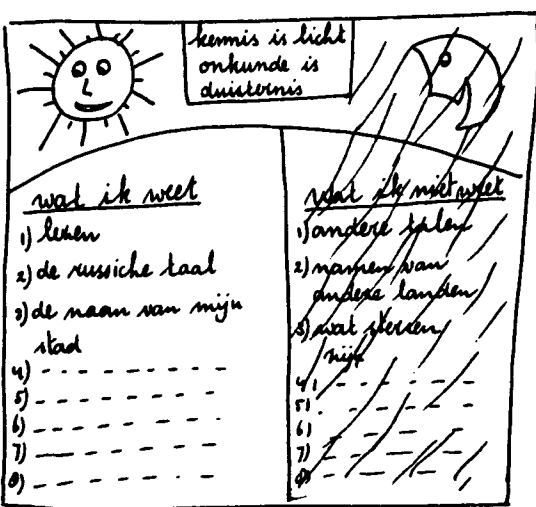 kennis is licht
onkunde is
duisternis
wat ik weet
1) lezen
2) de russiche taal
3) de naam van mijn
stad
4)
5)
6)
7)
8)
wat ik niet weet
1) andere talen
2) namen van
andere landen
3) wat sterren
zijn
4)
5)
6)
7)
8)